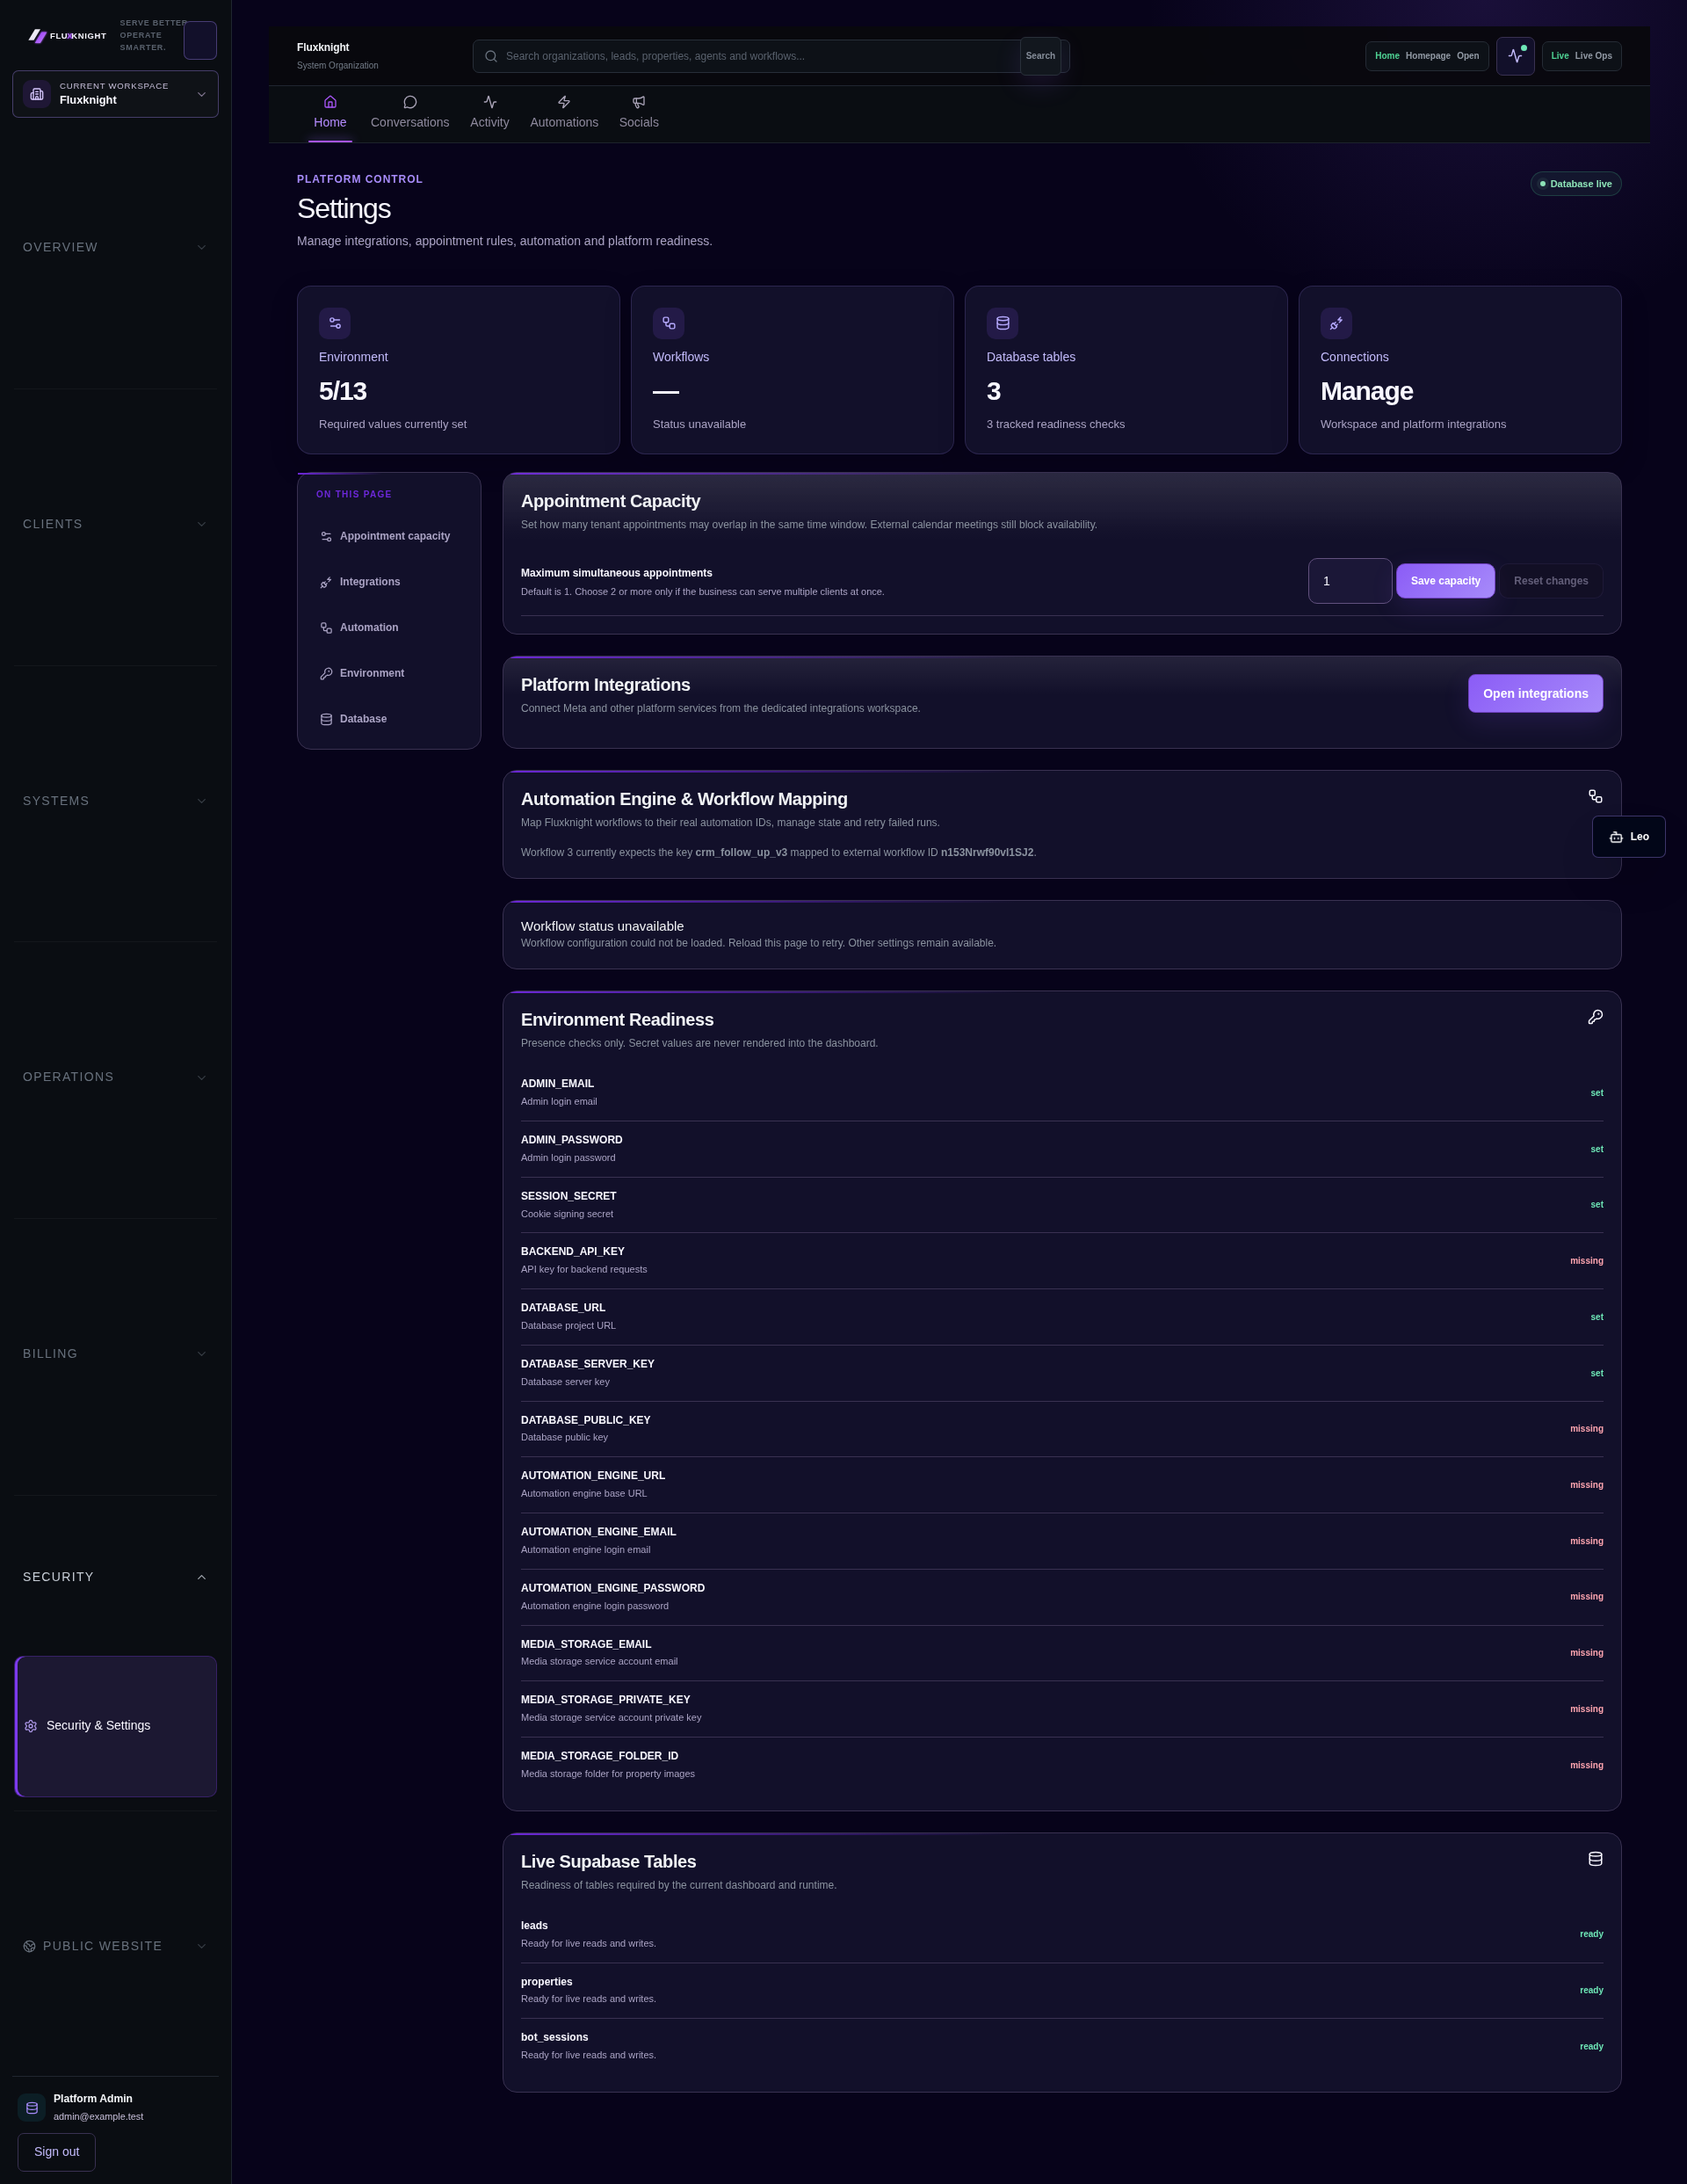 FLUXKNIGHT
SERVE BETTER.
OPERATE
SMARTER.
CURRENT WORKSPACE
Fluxknight
OVERVIEW
CLIENTS
SYSTEMS
OPERATIONS
BILLING
SECURITY
Security & Settings
PUBLIC WEBSITE
Platform Admin
admin@example.test
Sign out
Fluxknight
System Organization
Search organizations, leads, properties, agents and workflows...
Search
Home Homepage Open
Live Live Ops
Home
Conversations
Activity
Automations
Socials
PLATFORM CONTROL
Settings
Manage integrations, appointment rules, automation and platform readiness.
Database live
Environment
5/13
Required values currently set
Workflows
—
Status unavailable
Database tables
3
3 tracked readiness checks
Connections
Manage
Workspace and platform integrations
ON THIS PAGE
Appointment capacity
Integrations
Automation
Environment
Database
Appointment Capacity
Set how many tenant appointments may overlap in the same time window. External calendar meetings still block availability.
Maximum simultaneous appointments
Default is 1. Choose 2 or more only if the business can serve multiple clients at once.
1
Save capacity
Reset changes
Platform Integrations
Connect Meta and other platform services from the dedicated integrations workspace.
Open integrations
Automation Engine & Workflow Mapping
Map Fluxknight workflows to their real automation IDs, manage state and retry failed runs.
Workflow 3 currently expects the key crm_follow_up_v3 mapped to external workflow ID n153Nrwf90vI1SJ2.
Leo
Workflow status unavailable
Workflow configuration could not be loaded. Reload this page to retry. Other settings remain available.
Environment Readiness
Presence checks only. Secret values are never rendered into the dashboard.
ADMIN_EMAIL
Admin login email
set
ADMIN_PASSWORD
Admin login password
set
SESSION_SECRET
Cookie signing secret
set
BACKEND_API_KEY
API key for backend requests
missing
DATABASE_URL
Database project URL
set
DATABASE_SERVER_KEY
Database server key
set
DATABASE_PUBLIC_KEY
Database public key
missing
AUTOMATION_ENGINE_URL
Automation engine base URL
missing
AUTOMATION_ENGINE_EMAIL
Automation engine login email
missing
AUTOMATION_ENGINE_PASSWORD
Automation engine login password
missing
MEDIA_STORAGE_EMAIL
Media storage service account email
missing
MEDIA_STORAGE_PRIVATE_KEY
Media storage service account private key
missing
MEDIA_STORAGE_FOLDER_ID
Media storage folder for property images
missing
Live Supabase Tables
Readiness of tables required by the current dashboard and runtime.
leads
Ready for live reads and writes.
ready
properties
Ready for live reads and writes.
ready
bot_sessions
Ready for live reads and writes.
ready